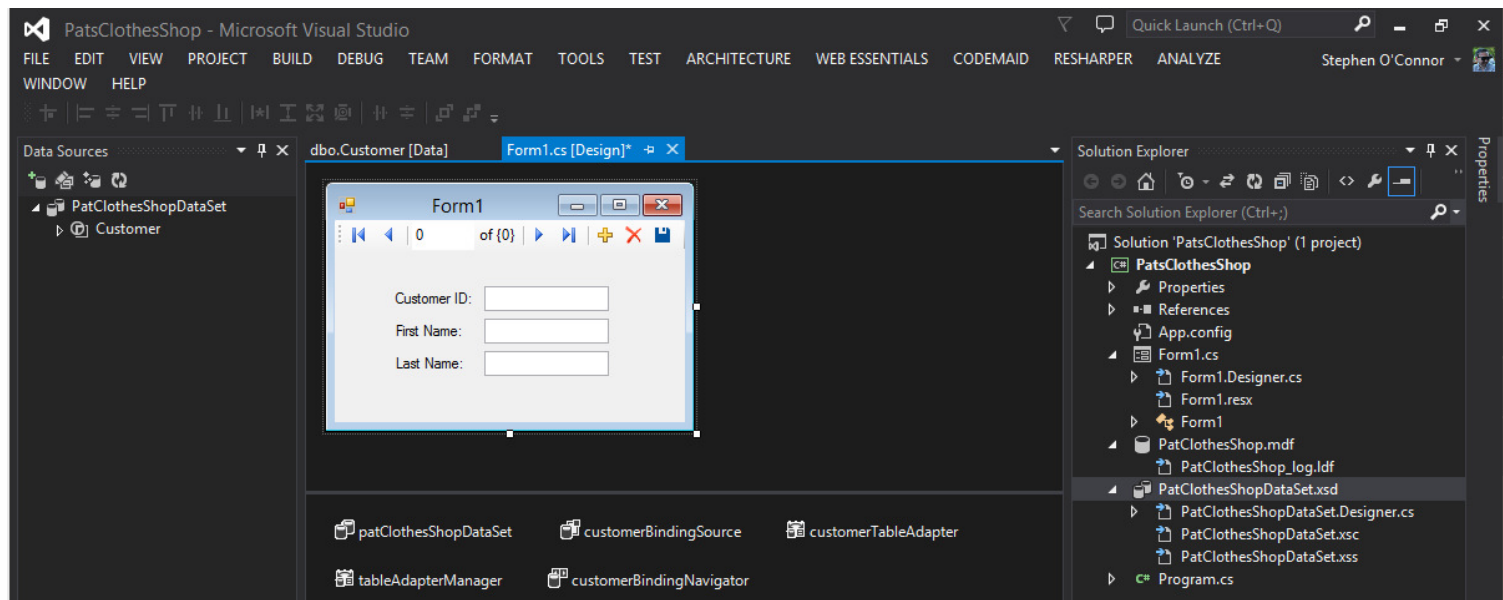 PatsClothesShop - Microsoft Visual Studio
Quick Launch (Ctrl+Q)
FILE EDIT VIEW PROJECT BUILD DEBUG TEAM FORMAT TOOLS TEST ARCHITECTURE WEB ESSENTIALS CODEMAID RESHARPER ANALYZE
Stephen O'Connor
WINDOW HELP
Data Sources
PatClothesShopDataSet
Customer
dbo.Customer [Data]
Form1.cs [Design]*
Form1
0 of {0}
Customer ID:
First Name:
Last Name:
patClothesShopDataSet
customerBindingSource
customerTableAdapter
tableAdapterManager
customerBindingNavigator
Solution Explorer
Search Solution Explorer (Ctrl+;)
Solution 'PatsClothesShop' (1 project)
C# PatsClothesShop
Properties
References
App.config
Form1.cs
Form1.Designer.cs
Form1.resx
Form1
PatClothesShop.mdf
PatClothesShop_log.ldf
PatClothesShopDataSet.xsd
PatClothesShopDataSet.Designer.cs
PatClothesShopDataSet.xsc
PatClothesShopDataSet.xss
C# Program.cs
Properties